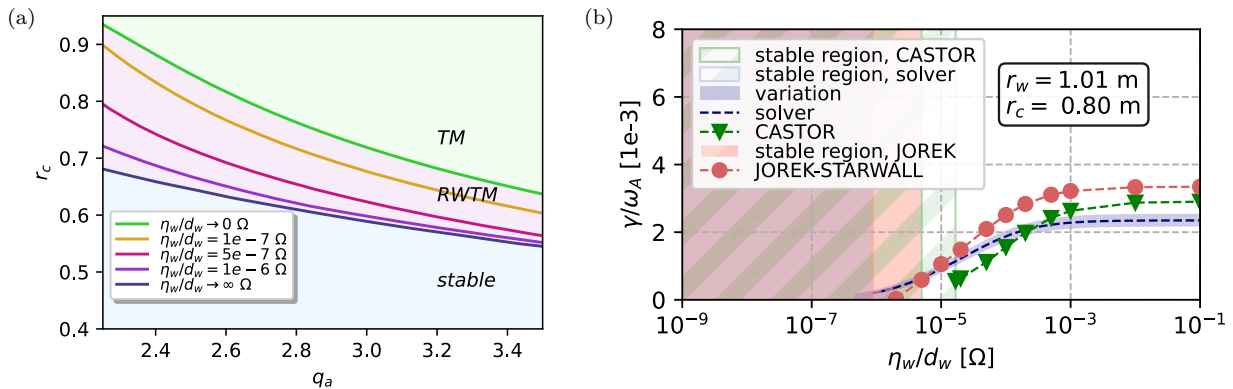 (a)
0.9
0.8
0.7
0.6
0.5
0.4
r_c
TM
RWTM
stable
η_w/d_w → 0 Ω
η_w/d_w = 1e − 7 Ω
η_w/d_w = 5e − 7 Ω
η_w/d_w = 1e − 6 Ω
η_w/d_w → ∞ Ω
2.4 2.6 2.8 3.0 3.2 3.4
q_a
(b)
8
6
4
2
0
γ/ω_A [1e-3]
stable region, CASTOR
stable region, solver
variation
solver
CASTOR
stable region, JOREK
JOREK-STARWALL
r_w = 1.01 m
r_c = 0.80 m
10^−9 10^−7 10^−5 10^−3 10^−1
η_w/d_w [Ω]